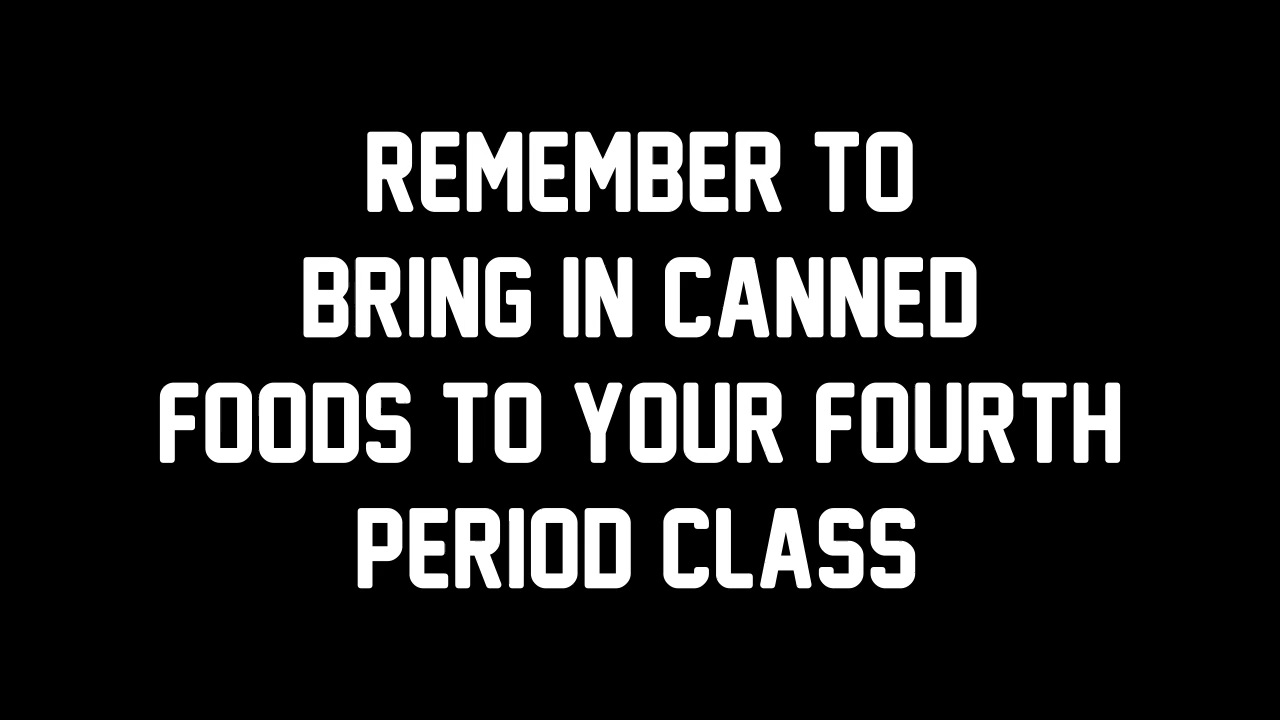 REMEMBER TO
BRING IN CANNED
FOODS TO YOUR FOURTH
PERIOD CLASS